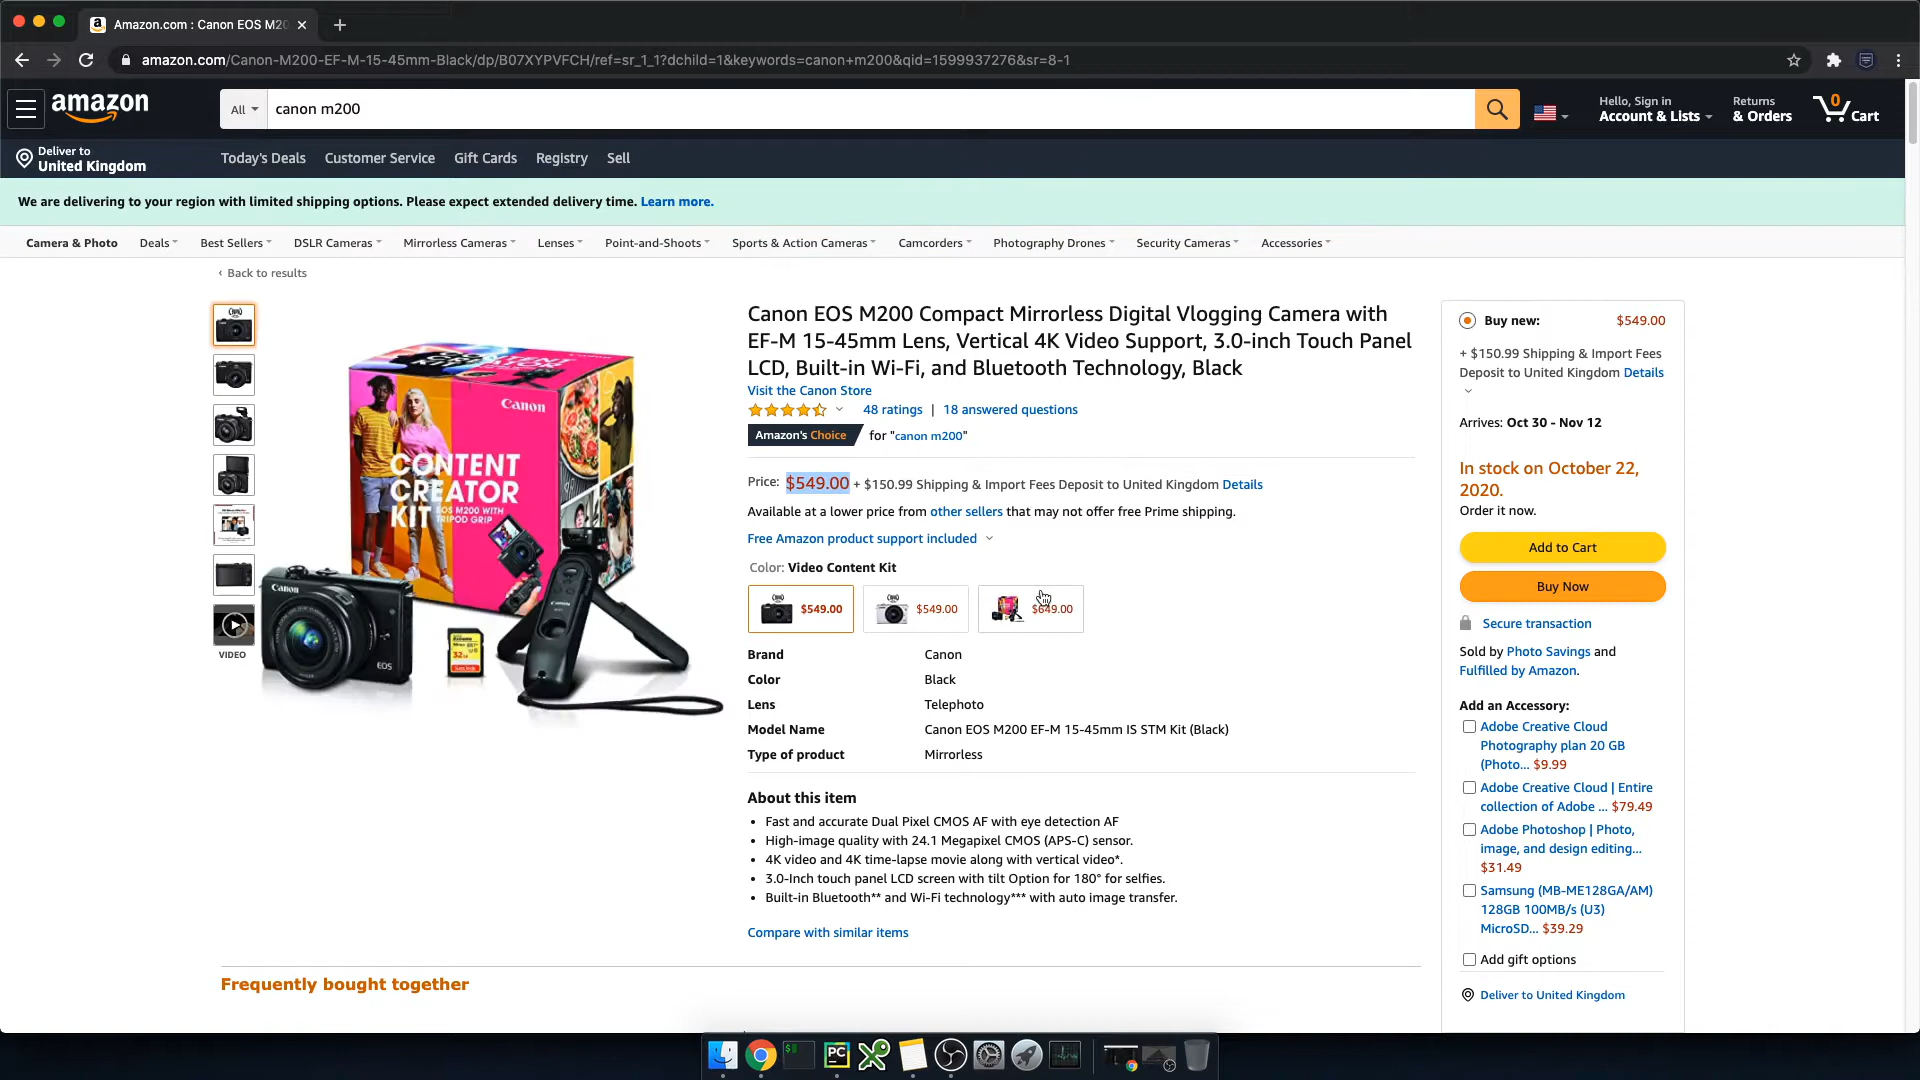 Amazon.com : Canon EOS M20
amazon.com/Canon-M200-EF-M-15-45mm-Black/dp/B07XYPVFCH/ref=sr_1_1?dchild=1&keywords=canon+m200&qid=1599937276&sr=8-1
amazon
All
canon m200
Hello, Sign in
Account & Lists
Returns
& Orders
0
Cart
Deliver to
United Kingdom
Today's Deals
Customer Service
Gift Cards
Registry
Sell
We are delivering to your region with limited shipping options. Please expect extended delivery time. Learn more.
Camera & Photo
Deals
Best Sellers
DSLR Cameras
Mirrorless Cameras
Lenses
Point-and-Shoots
Sports & Action Cameras
Camcorders
Photography Drones
Security Cameras
Accessories
‹ Back to results
VIDEO
Canon
CONTENT
CREATOR
KIT
EOS M200 WITH
TRIPOD GRIP
Canon
EOS
Canon EOS M200 Compact Mirrorless Digital Vlogging Camera with
EF-M 15-45mm Lens, Vertical 4K Video Support, 3.0-inch Touch Panel
LCD, Built-in Wi-Fi, and Bluetooth Technology, Black
Visit the Canon Store
48 ratings | 18 answered questions
Amazon's Choice for "canon m200"
Price: $549.00 + $150.99 Shipping & Import Fees Deposit to United Kingdom Details
Available at a lower price from other sellers that may not offer free Prime shipping.
Free Amazon product support included
Color: Video Content Kit
$549.00
$549.00
$649.00
Brand Canon
Color Black
Lens Telephoto
Model Name Canon EOS M200 EF-M 15-45mm IS STM Kit (Black)
Type of product Mirrorless
About this item
• Fast and accurate Dual Pixel CMOS AF with eye detection AF
• High-image quality with 24.1 Megapixel CMOS (APS-C) sensor.
• 4K video and 4K time-lapse movie along with vertical video*.
• 3.0-Inch touch panel LCD screen with tilt Option for 180° for selfies.
• Built-in Bluetooth** and Wi-Fi technology*** with auto image transfer.
Compare with similar items
Frequently bought together
Buy new: $549.00
+ $150.99 Shipping & Import Fees
Deposit to United Kingdom Details
Arrives: Oct 30 - Nov 12
In stock on October 22,
2020.
Order it now.
Add to Cart
Buy Now
Secure transaction
Sold by Photo Savings and
Fulfilled by Amazon.
Add an Accessory:
Adobe Creative Cloud
Photography plan 20 GB
(Photo... $9.99
Adobe Creative Cloud | Entire
collection of Adobe ... $79.49
Adobe Photoshop | Photo,
image, and design editing...
$31.49
Samsung (MB-ME128GA/AM)
128GB 100MB/s (U3)
MicroSD... $39.29
Add gift options
Deliver to United Kingdom
PC